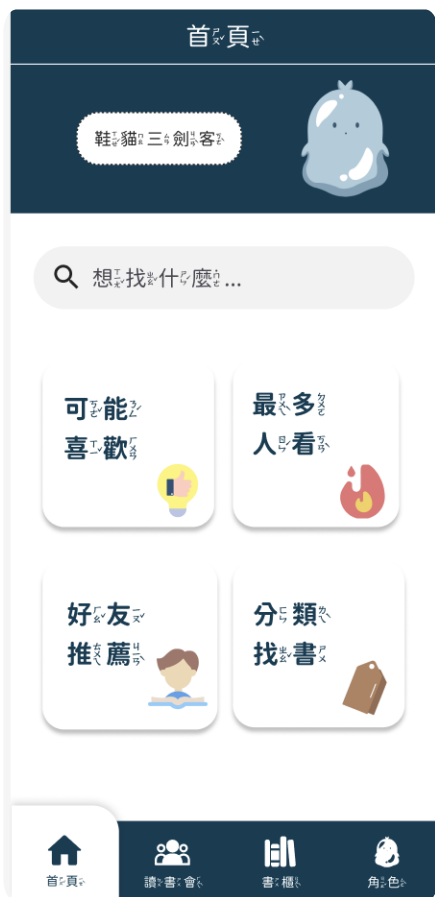 首頁
鞋貓三劍客
想找什麼...
可能
喜歡
最多
人看
好友
推薦
分類
找書
首頁
讀書會
書櫃
角色